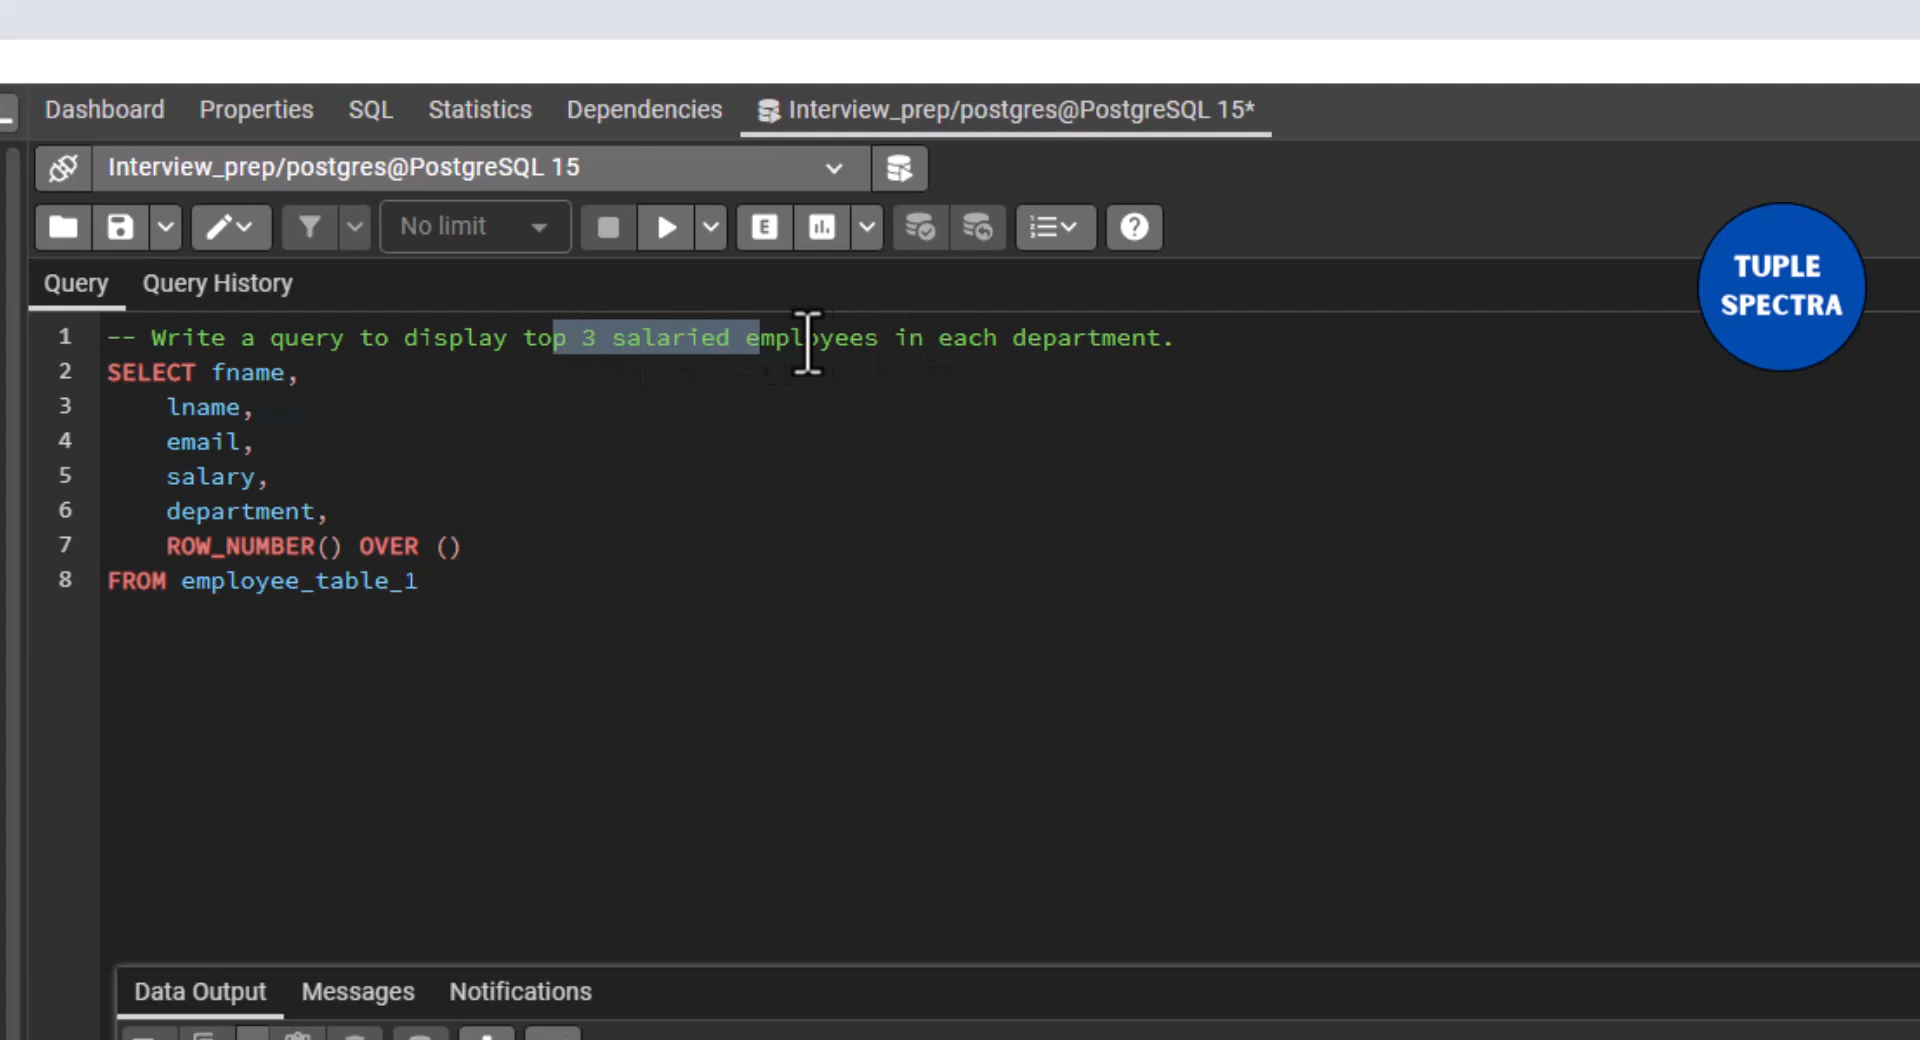 Dashboard Properties SQL Statistics Dependencies Interview_prep/postgres@PostgreSQL 15*
Interview_prep/postgres@PostgreSQL 15
No limit E ?
TUPLE
SPECTRA
Query Query History
1 -- Write a query to display top 3 salaried employees in each department.
2 SELECT fname,
3 lname,
4 email,
5 salary,
6 department,
7 ROW_NUMBER() OVER ()
8 FROM employee_table_1
Data Output Messages Notifications